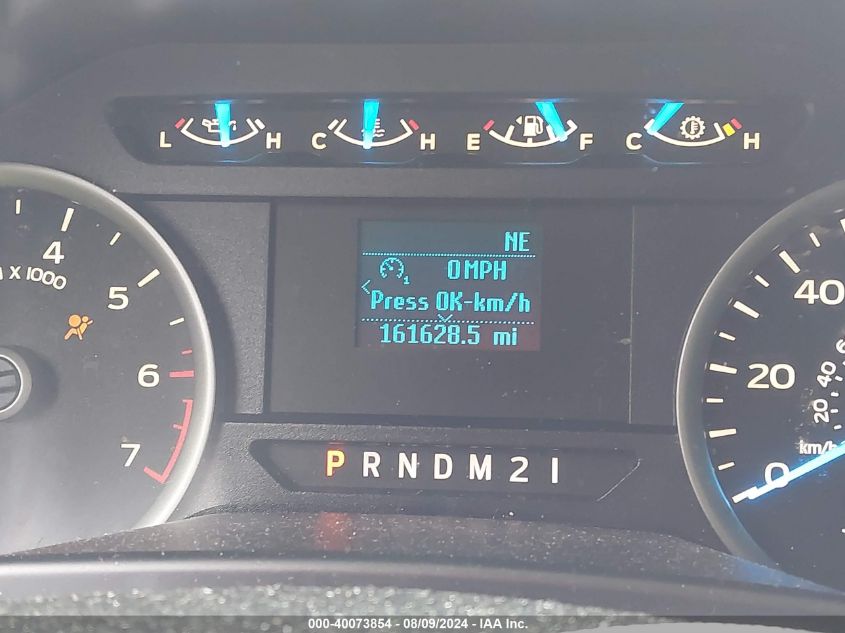 L H C H E F C H
4
X 1000
5
6
7
NE
1
0 MPH
Press OK-km/h
161628.5 mi
40
20
0
40
20
km/h
P R N D M 2 1
000-40073854 - 08/09/2024 - IAA Inc.